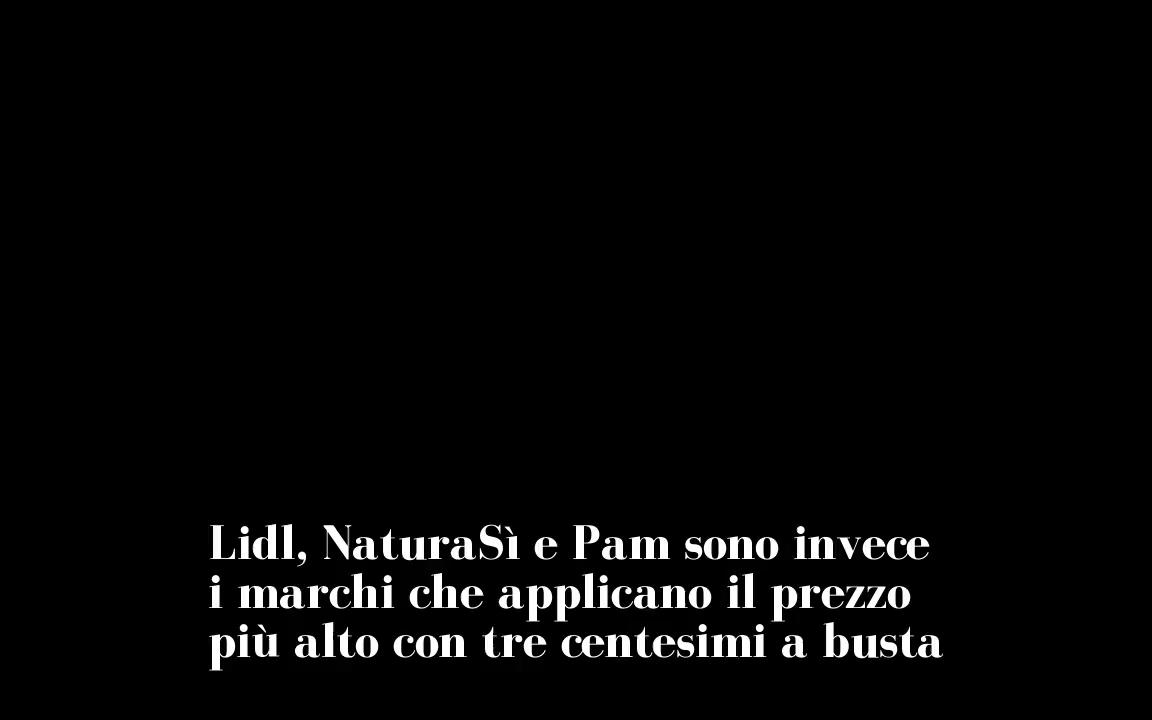 Lidl, NaturaSì e Pam sono invece
i marchi che applicano il prezzo
più alto con tre centesimi a busta